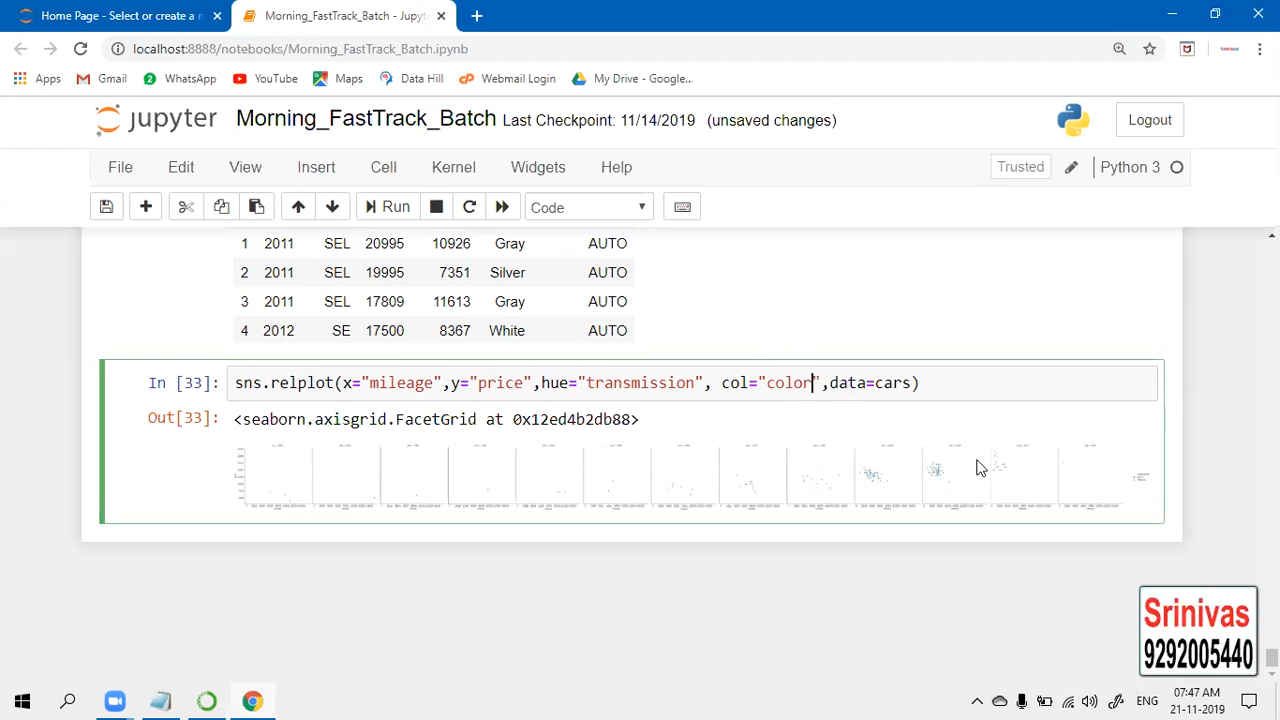 Home Page - Select or create a n
Morning_FastTrack_Batch - Jupyte
localhost:8888/notebooks/Morning_FastTrack_Batch.ipynb
Apps Gmail WhatsApp YouTube Maps Data Hill Webmail Login My Drive - Google...
jupyter Morning_FastTrack_Batch Last Checkpoint: 11/14/2019 (unsaved changes) Logout
File Edit View Insert Cell Kernel Widgets Help Trusted Python 3
Run Code
1 2011 SEL 20995 10926 Gray AUTO
2 2011 SEL 19995 7351 Silver AUTO
3 2011 SEL 17809 11613 Gray AUTO
4 2012 SE 17500 8367 White AUTO
In [33]: sns.relplot(x="mileage",y="price",hue="transmission", col="color",data=cars)
Out[33]: <seaborn.axisgrid.FacetGrid at 0x12ed4b2db88>
Srinivas
9292005440
ENG
07:47 AM
21-11-2019